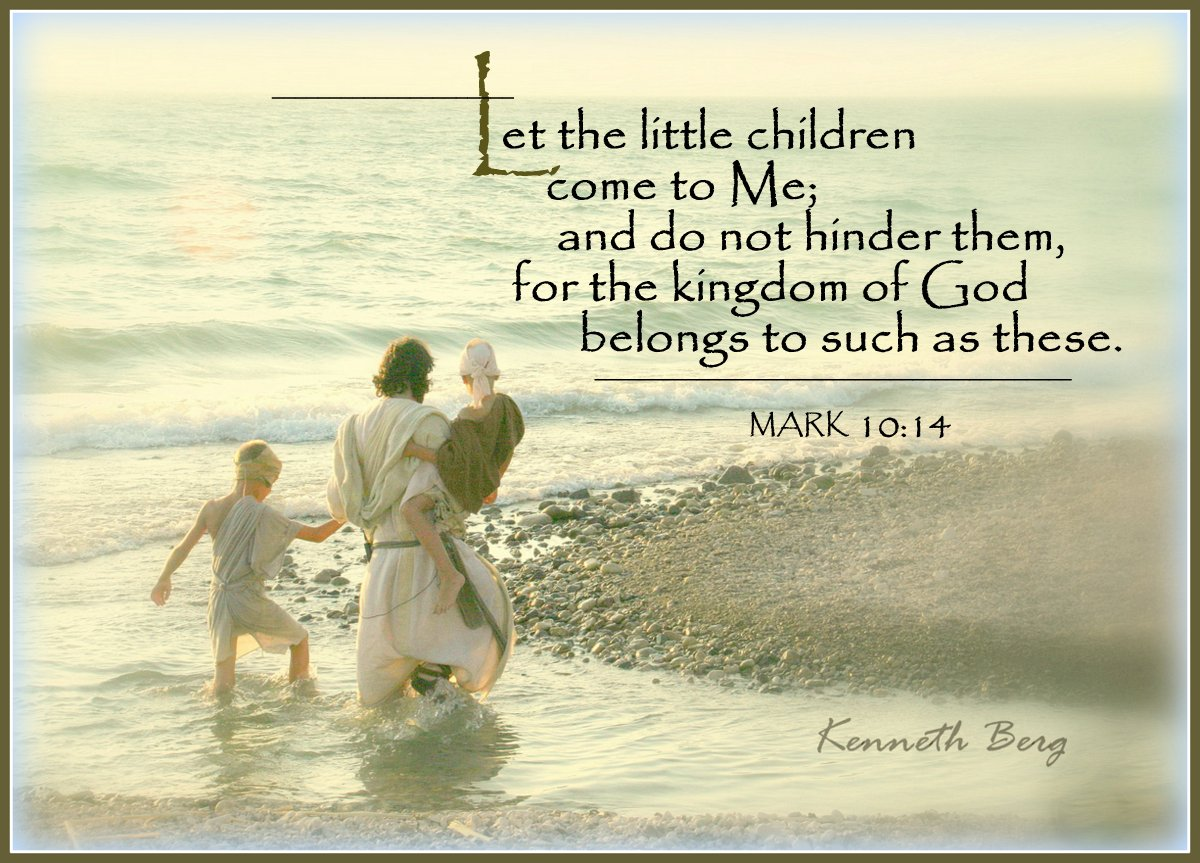 Let the little children
come to Me;
and do not hinder them,
for the kingdom of God
belongs to such as these.
MARK 10:14
Kenneth Berg